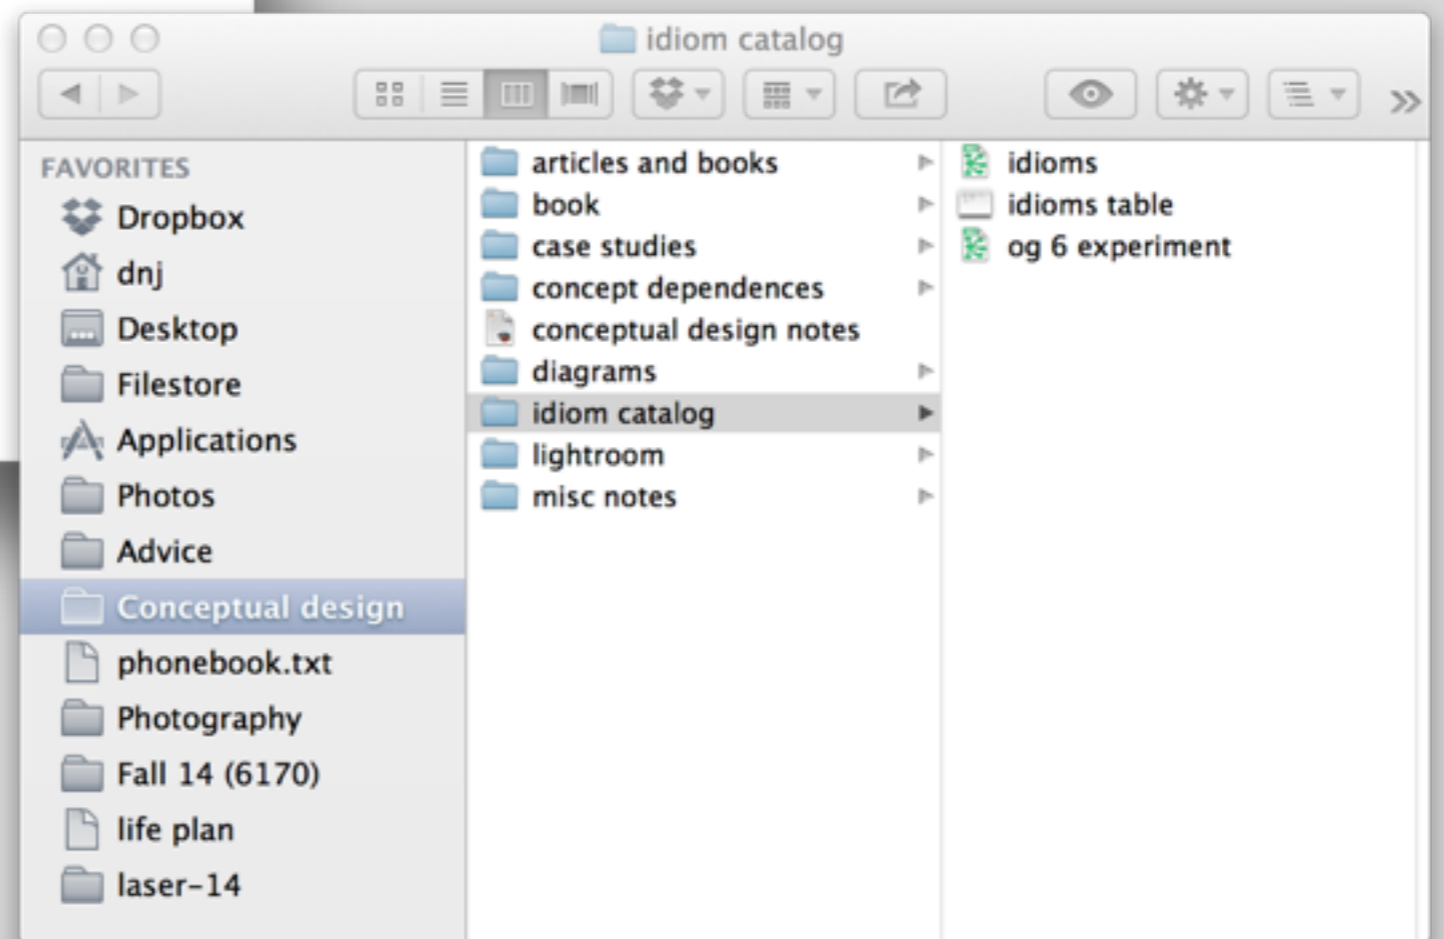 idiom catalog
FAVORITES
Dropbox
dnj
Desktop
Filestore
Applications
Photos
Advice
Conceptual design
phonebook.txt
Photography
Fall 14 (6170)
life plan
laser-14
articles and books
book
case studies
concept dependences
conceptual design notes
diagrams
idiom catalog
lightroom
misc notes
idioms
idioms table
og 6 experiment